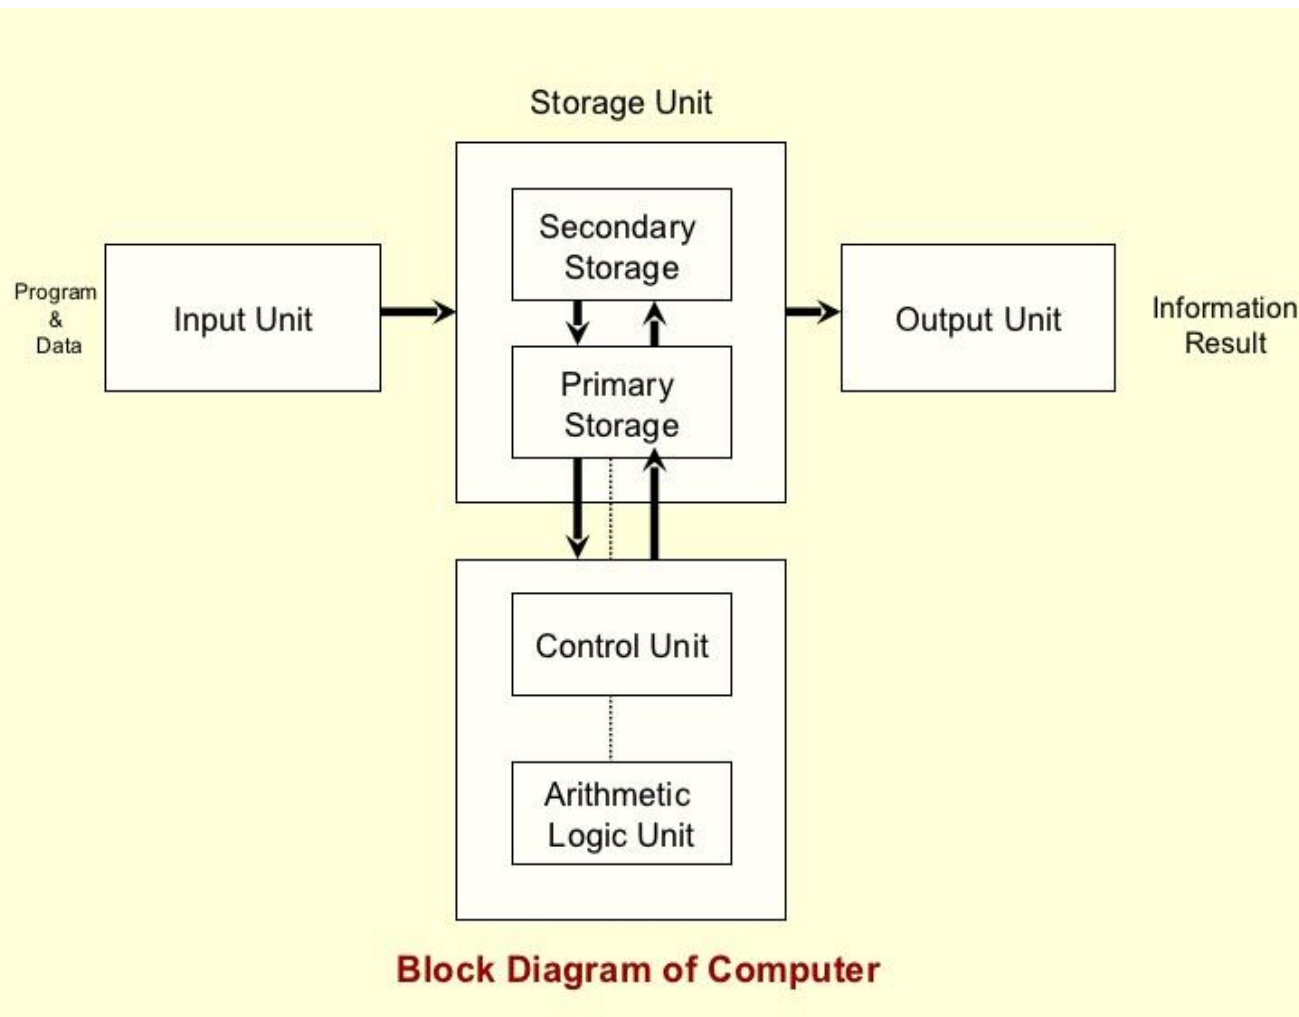 Storage Unit
Secondary
Storage
Program
&
Data
Input Unit
Primary
Storage
Output Unit
Information
Result
Control Unit
Arithmetic
Logic Unit
Block Diagram of Computer